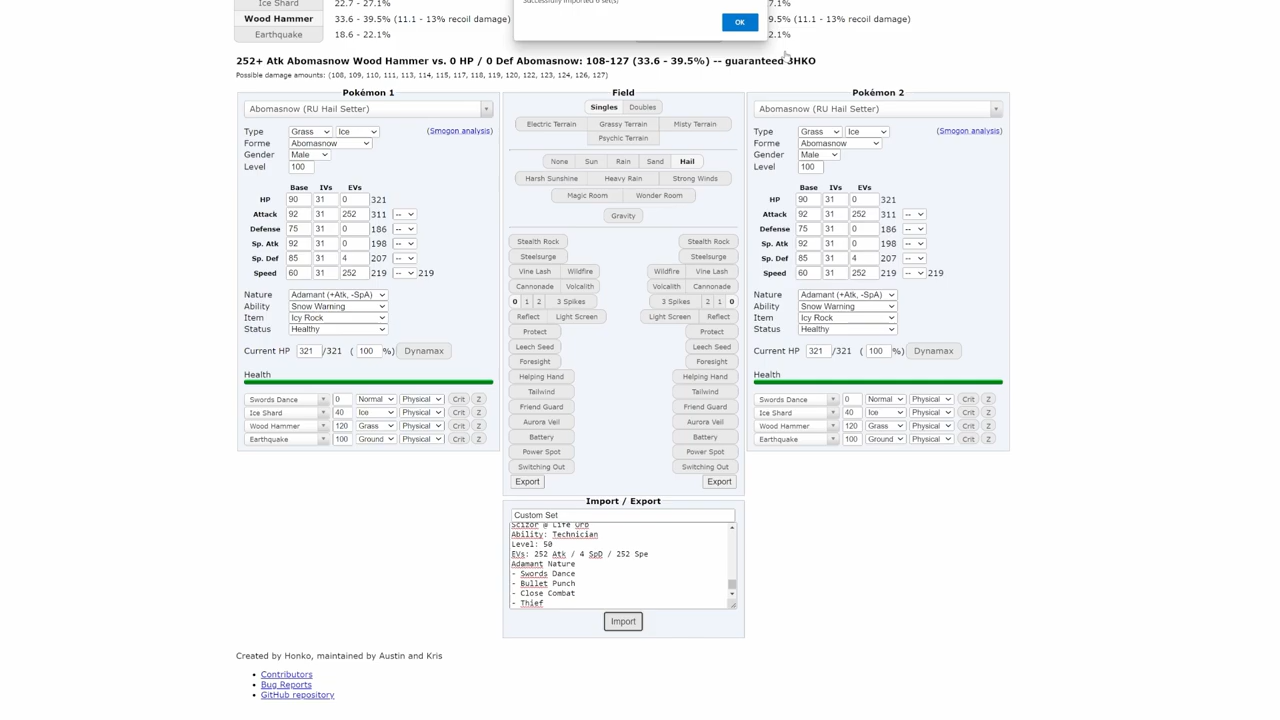 Ice Shard 22.7 - 27.1% 7.1%
Successfully imported 6 set(s)
Wood Hammer 33.6 - 39.5% (11.1 - 13% recoil damage) OK 9.5% (11.1 - 13% recoil damage)
Earthquake 18.6 - 22.1% 2.1%
252+ Atk Abomasnow Wood Hammer vs. 0 HP / 0 Def Abomasnow: 108-127 (33.6 - 39.5%) -- guaranteed 3HKO
Possible damage amounts: (108, 109, 110, 111, 113, 114, 115, 117, 118, 119, 120, 122, 123, 124, 126, 127)
Pokémon 1
Abomasnow (RU Hail Setter)
Type Grass Ice (Smogon analysis)
Forme Abomasnow
Gender Male
Level 100
Base IVs EVs
HP 90 31 0 321
Attack 92 31 252 311 --
Defense 75 31 0 186 --
Sp. Atk 92 31 0 198 --
Sp. Def 85 31 4 207 --
Speed 60 31 252 219 -- 219
Nature Adamant (+Atk, -SpA)
Ability Snow Warning
Item Icy Rock
Status Healthy
Current HP 321 /321 ( 100 %) Dynamax
Health
Swords Dance 0 Normal Physical Crit Z
Ice Shard 40 Ice Physical Crit Z
Wood Hammer 120 Grass Physical Crit Z
Earthquake 100 Ground Physical Crit Z
Field
Singles Doubles
Electric Terrain Grassy Terrain Misty Terrain
Psychic Terrain
None Sun Rain Sand Hail
Harsh Sunshine Heavy Rain Strong Winds
Magic Room Wonder Room
Gravity
Stealth Rock Stealth Rock
Steelsurge Steelsurge
Vine Lash Wildfire Wildfire Vine Lash
Cannonade Volcalith Volcalith Cannonade
0 1 2 3 Spikes 3 Spikes 2 1 0
Reflect Light Screen Light Screen Reflect
Protect Protect
Leech Seed Leech Seed
Foresight Foresight
Helping Hand Helping Hand
Tailwind Tailwind
Friend Guard Friend Guard
Aurora Veil Aurora Veil
Battery Battery
Power Spot Power Spot
Switching Out Switching Out
Export Export
Pokémon 2
Abomasnow (RU Hail Setter)
Type Grass Ice (Smogon analysis)
Forme Abomasnow
Gender Male
Level 100
Base IVs EVs
HP 90 31 0 321
Attack 92 31 252 311 --
Defense 75 31 0 186 --
Sp. Atk 92 31 0 198 --
Sp. Def 85 31 4 207 --
Speed 60 31 252 219 -- 219
Nature Adamant (+Atk, -SpA)
Ability Snow Warning
Item Icy Rock
Status Healthy
Current HP 321 /321 ( 100 %) Dynamax
Health
Swords Dance 0 Normal Physical Crit Z
Ice Shard 40 Ice Physical Crit Z
Wood Hammer 120 Grass Physical Crit Z
Earthquake 100 Ground Physical Crit Z
Import / Export
Custom Set
Scizor @ Life Orb
Ability: Technician
Level: 50
EVs: 252 Atk / 4 SpD / 252 Spe
Adamant Nature
- Swords Dance
- Bullet Punch
- Close Combat
- Thief
Import
Created by Honko, maintained by Austin and Kris
Contributors
Bug Reports
GitHub repository